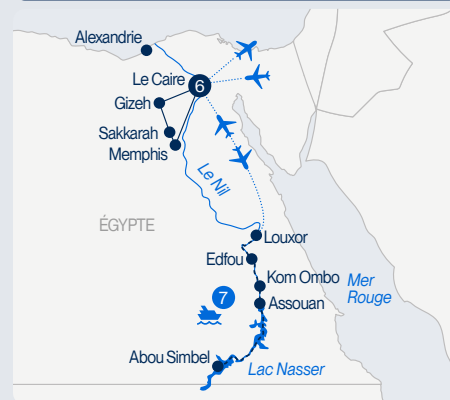 Alexandrie
Le Caire
6
Gizeh
Sakkarah
Memphis
Le Nil
ÉGYPTE
Louxor
Edfou
Kom Ombo
Mer
Rouge
7
Assouan
Abou Simbel
Lac Nasser